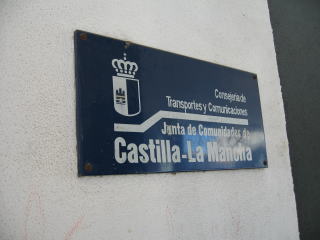 Consejería de
Transportes y Comunicaciones
Junta de Comunidades de
Castilla-La Mancha